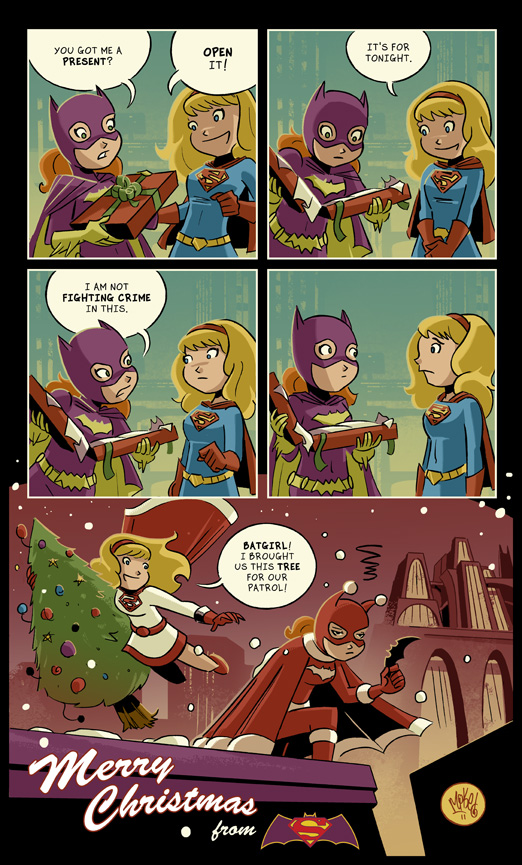 YOU GOT ME A
PRESENT?
OPEN
IT!
IT'S FOR
TONIGHT.
I AM NOT
FIGHTING CRIME
IN THIS.
BATGIRL!
I BROUGHT
US THIS TREE
FOR OUR
PATROL!
Merry
Christmas
from